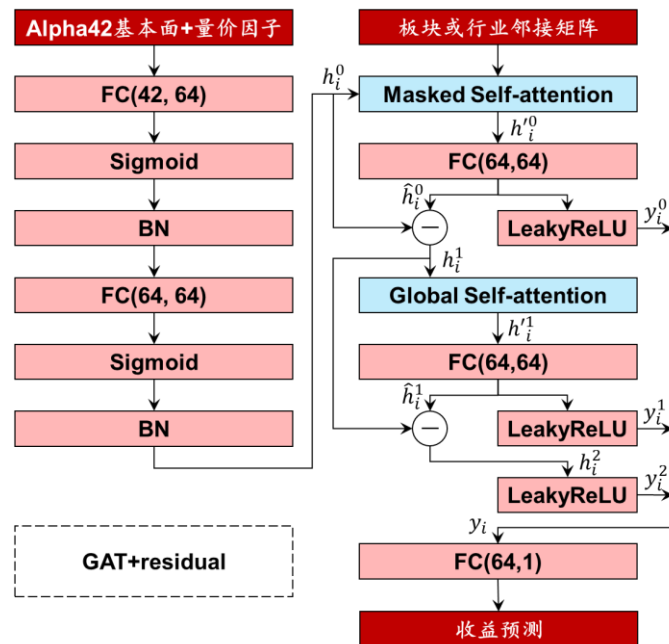 Alpha42基本面+量价因子
FC(42, 64)
Sigmoid
BN
FC(64, 64)
Sigmoid
BN
GAT+residual
板块或行业邻接矩阵
h_i^0
Masked Self-attention
h'_i^0
FC(64,64)
ĥ_i^0
−
LeakyReLU
y_i^0
h_i^1
Global Self-attention
h'_i^1
FC(64,64)
ĥ_i^1
−
LeakyReLU
y_i^1
h_i^2
LeakyReLU
y_i^2
y_i
FC(64,1)
收益预测